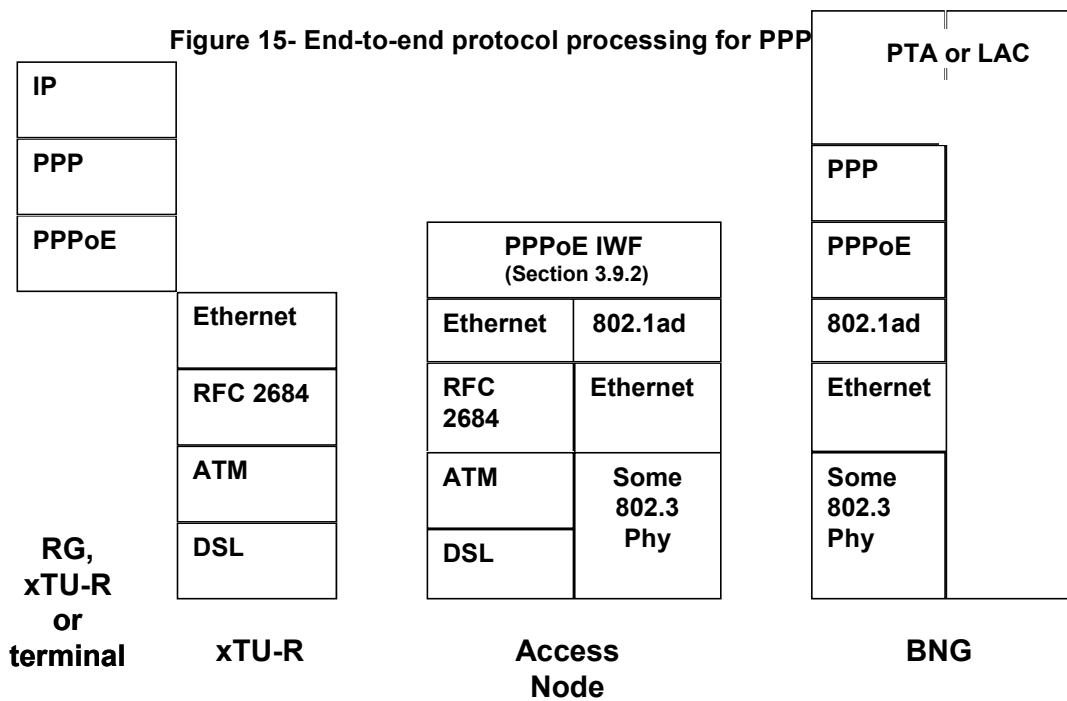 Figure 15- End-to-end protocol processing for PPP
PTA or LAC
IP
PPP
PPPoE
Ethernet
RFC 2684
ATM
DSL
PPPoE IWF
(Section 3.9.2)
Ethernet
802.1ad
RFC
2684
Ethernet
ATM
Some
802.3
Phy
DSL
PPP
PPPoE
802.1ad
Ethernet
Some
802.3
Phy
RG,
xTU-R
or
terminal
xTU-R
Access
Node
BNG